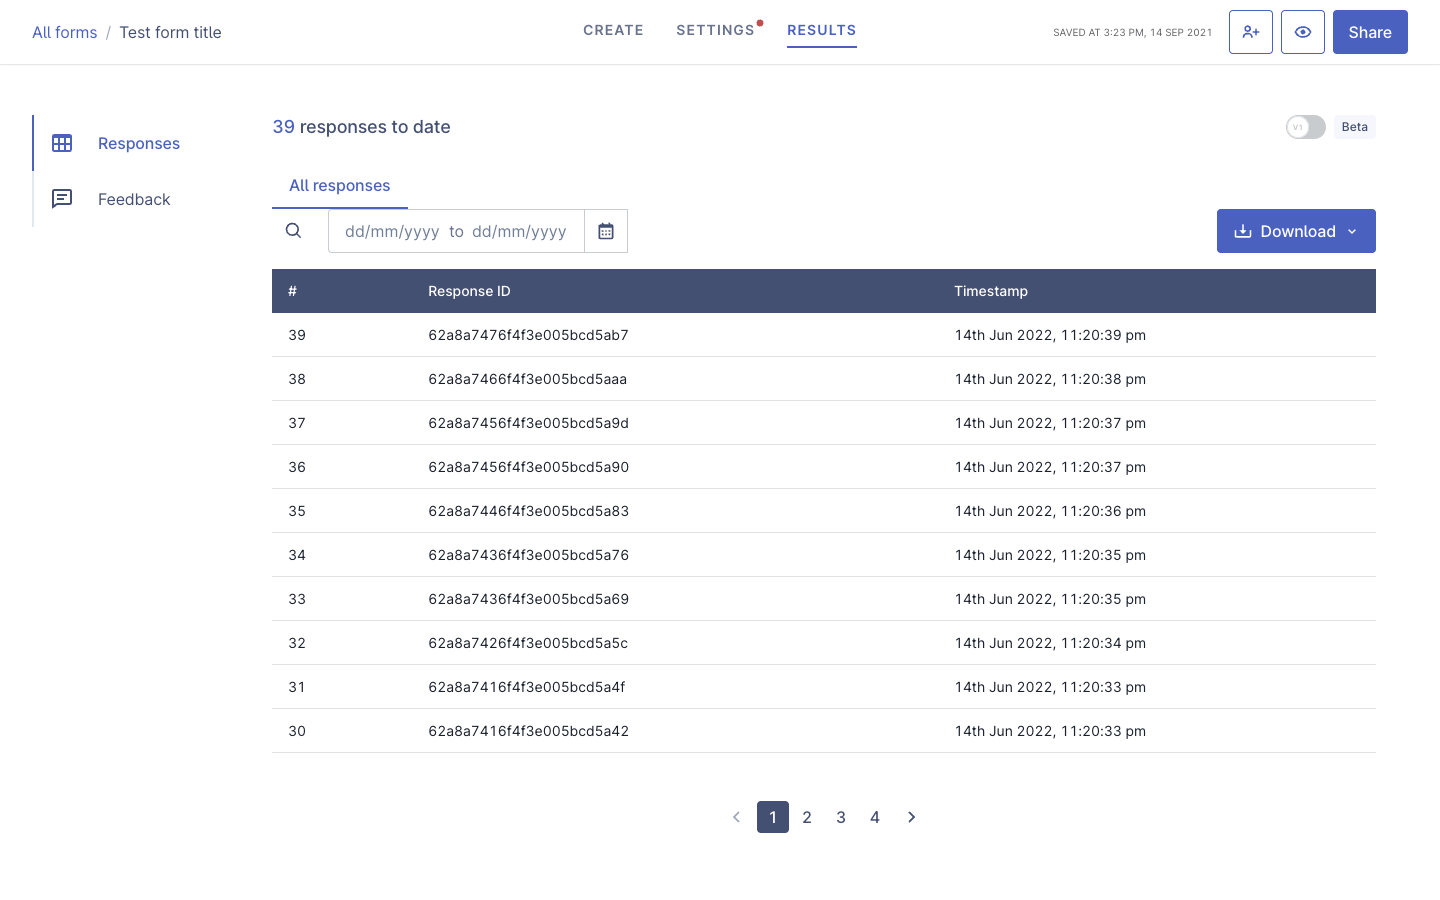 All forms / Test form title
CREATE SETTINGS RESULTS
SAVED AT 3:23 PM, 14 SEP 2021
Share
Responses
Feedback
39 responses to date
V1 Beta
All responses
dd/mm/yyyy to dd/mm/yyyy
Download
# Response ID Timestamp
39 62a8a7476f4f3e005bcd5ab7 14th Jun 2022, 11:20:39 pm
38 62a8a7466f4f3e005bcd5aaa 14th Jun 2022, 11:20:38 pm
37 62a8a7456f4f3e005bcd5a9d 14th Jun 2022, 11:20:37 pm
36 62a8a7456f4f3e005bcd5a90 14th Jun 2022, 11:20:37 pm
35 62a8a7446f4f3e005bcd5a83 14th Jun 2022, 11:20:36 pm
34 62a8a7436f4f3e005bcd5a76 14th Jun 2022, 11:20:35 pm
33 62a8a7436f4f3e005bcd5a69 14th Jun 2022, 11:20:35 pm
32 62a8a7426f4f3e005bcd5a5c 14th Jun 2022, 11:20:34 pm
31 62a8a7416f4f3e005bcd5a4f 14th Jun 2022, 11:20:33 pm
30 62a8a7416f4f3e005bcd5a42 14th Jun 2022, 11:20:33 pm
1 2 3 4